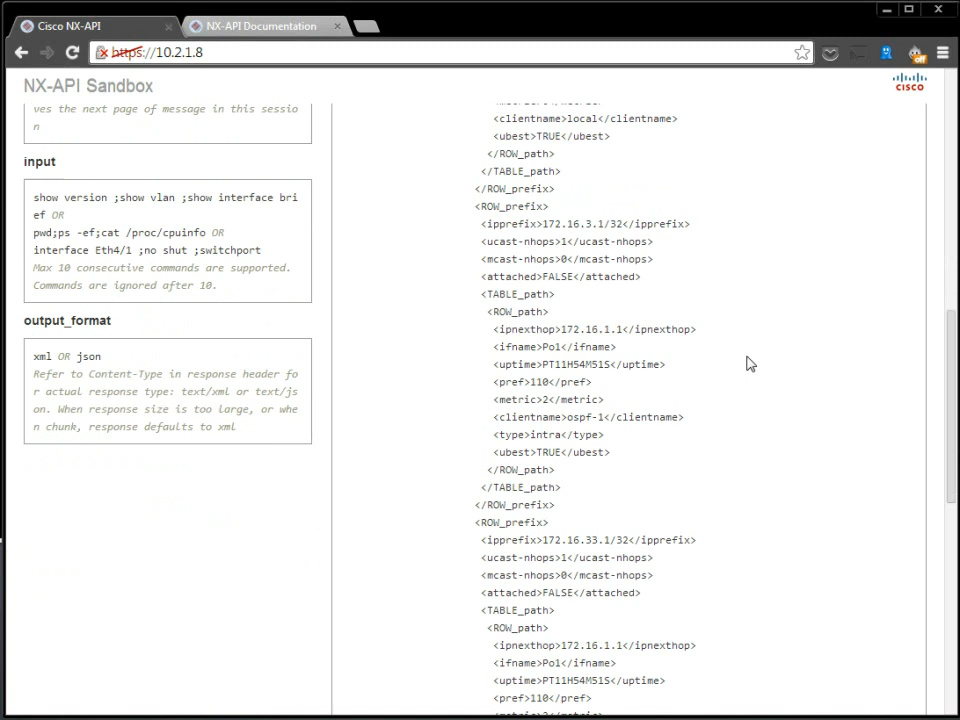 Cisco NX-API
NX-API Documentation
https://10.2.1.8
off
NX-API Sandbox
CISCO
ves the next page of message in this sessio
n
input
show version ;show vlan ;show interface bri
ef OR
pwd;ps -ef;cat /proc/cpuinfo OR
interface Eth4/1 ;no shut ;switchport
Max 10 consecutive commands are supported.
Commands are ignored after 10.
output_format
xml OR json
Refer to Content-Type in response header fo
r actual response type: text/xml or text/js
on. When response size is too large, or whe
n chunk, response defaults to xml
<clientname>local</clientname>
<ubest>TRUE</ubest>
</ROW_path>
</TABLE_path>
</ROW_prefix>
<ROW_prefix>
<ipprefix>172.16.3.1/32</ipprefix>
<ucast-nhops>1</ucast-nhops>
<mcast-nhops>0</mcast-nhops>
<attached>FALSE</attached>
<TABLE_path>
<ROW_path>
<ipnexthop>172.16.1.1</ipnexthop>
<ifname>Po1</ifname>
<uptime>PT11H54M51S</uptime>
<pref>110</pref>
<metric>2</metric>
<clientname>ospf-1</clientname>
<type>intra</type>
<ubest>TRUE</ubest>
</ROW_path>
</TABLE_path>
</ROW_prefix>
<ROW_prefix>
<ipprefix>172.16.33.1/32</ipprefix>
<ucast-nhops>1</ucast-nhops>
<mcast-nhops>0</mcast-nhops>
<attached>FALSE</attached>
<TABLE_path>
<ROW_path>
<ipnexthop>172.16.1.1</ipnexthop>
<ifname>Po1</ifname>
<uptime>PT11H54M51S</uptime>
<pref>110</pref>